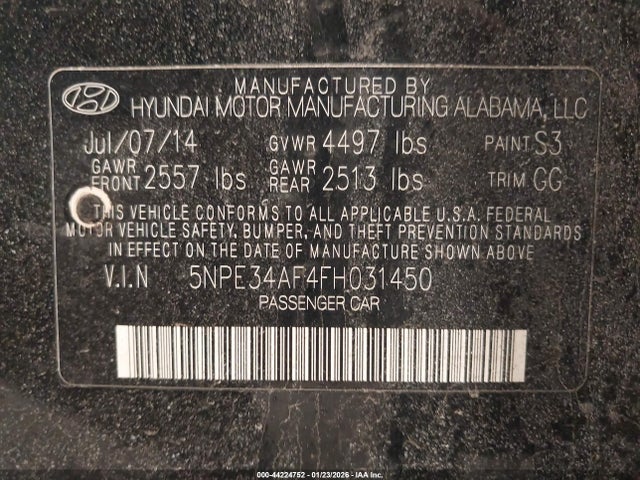 MANUFACTURED BY
HYUNDAI MOTOR MANUFACTURING ALABAMA, LLC
Jul/07/14 GVWR 4497 lbs PAINT S3
GAWR FRONT 2557 lbs GAWR REAR 2513 lbs TRIM GG
THIS VEHICLE CONFORMS TO ALL APPLICABLE U.S.A. FEDERAL
MOTOR VEHICLE SAFETY, BUMPER, AND THEFT PREVENTION STANDARDS
IN EFFECT ON THE DATE OF MANUFACTURE SHOWN ABOVE
V.I.N 5NPE34AF4FH031450
PASSENGER CAR
000-44224752 - 01/23/2026 - IAA Inc.